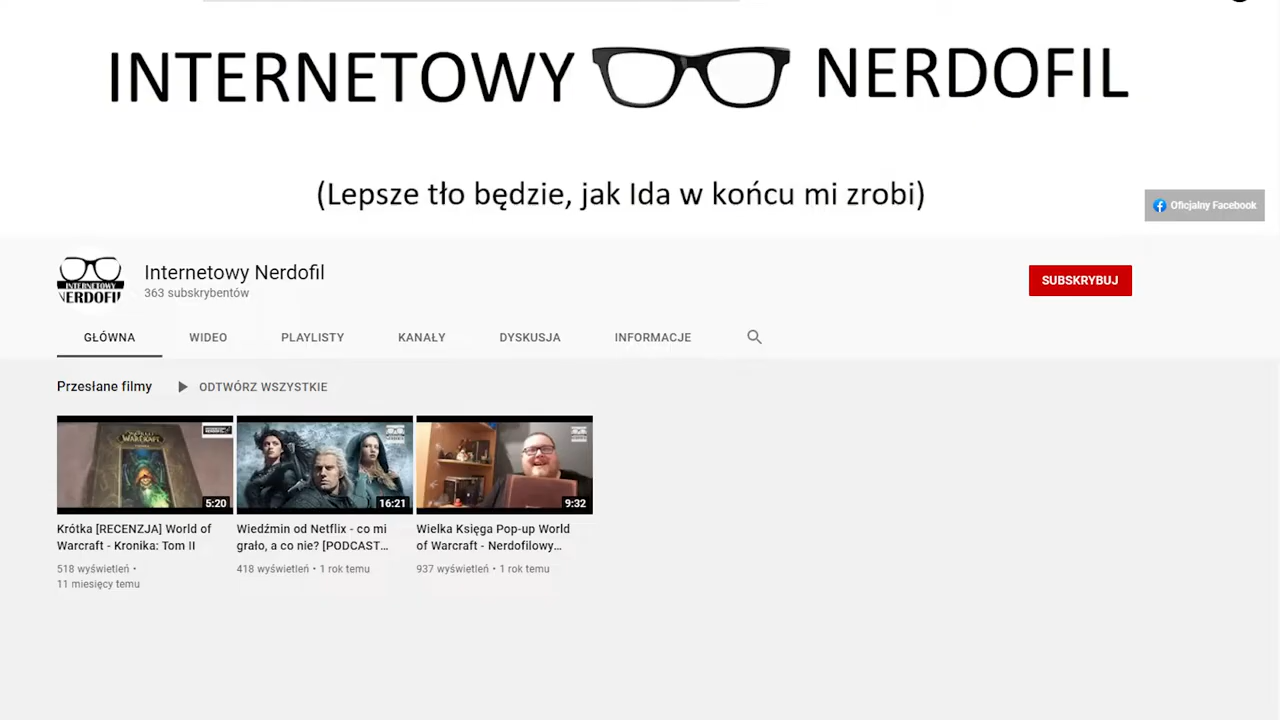 INTERNETOWY NERDOFIL
(Lepsze tło będzie, jak Ida w końcu mi zrobi)
Oficjalny Facebook
INTERNETOWY
NERDOFIL
Internetowy Nerdofil
363 subskrybentów
SUBSKRYBUJ
GŁÓWNA WIDEO PLAYLISTY KANAŁY DYSKUSJA INFORMACJE
Przesłane filmy ODTWÓRZ WSZYSTKIE
WARCRAFT
5:20
16:21
9:32
Krótka [RECENZJA] World of
Warcraft - Kronika: Tom II
518 wyświetleń •
11 miesięcy temu
Wiedźmin od Netflix - co mi
grało, a co nie? [PODCAST...
418 wyświetleń • 1 rok temu
Wielka Księga Pop-up World
of Warcraft - Nerdofilowy...
937 wyświetleń • 1 rok temu